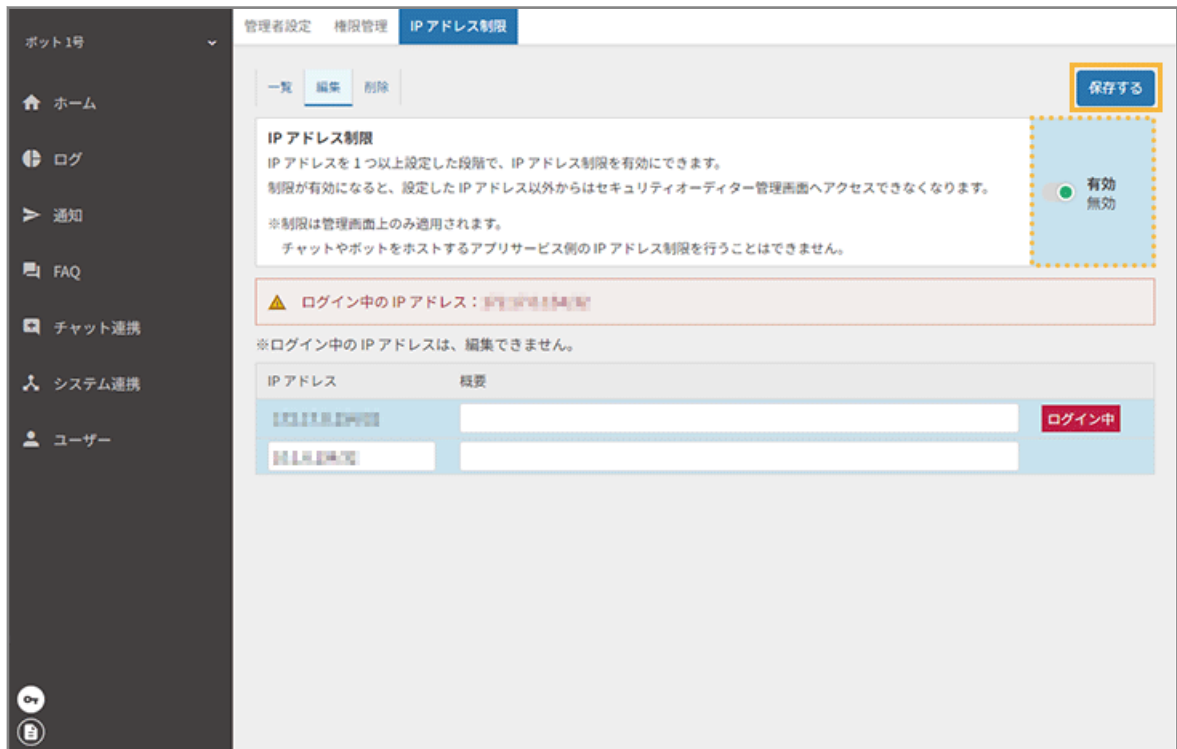 ボット1号
ホーム
ログ
通知
FAQ
チャット連携
システム連携
ユーザー
管理者設定 権限管理 IP アドレス制限
一覧 編集 削除
保存する
IP アドレス制限
IP アドレスを 1 つ以上設定した段階で、IP アドレス制限を有効にできます。
制限が有効になると、設定した IP アドレス以外からはセキュリティオーディター管理画面へアクセスできなくなります。
※制限は管理画面上のみ適用されます。
チャットやボットをホストするアプリサービス側の IP アドレス制限を行うことはできません。
有効
無効
ログイン中の IP アドレス：
※ログイン中の IP アドレスは、編集できません。
IP アドレス 概要
ログイン中